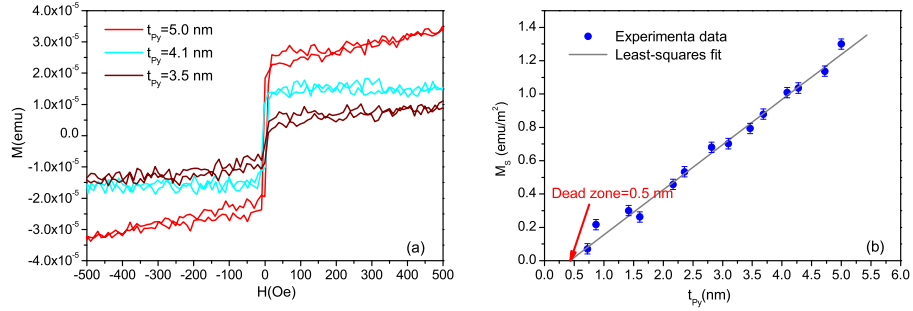 4.0x10⁻⁵
3.0x10⁻⁵
2.0x10⁻⁵
1.0x10⁻⁵
0.0
-1.0x10⁻⁵
-2.0x10⁻⁵
-3.0x10⁻⁵
-4.0x10⁻⁵
M(emu)
t_Py=5.0 nm
t_Py=4.1 nm
t_Py=3.5 nm
(a)
-500 -400 -300 -200 -100 0 100 200 300 400 500
H(Oe)
1.4
1.2
1.0
0.8
0.6
0.4
0.2
0.0
M_S (emu/m²)
Experimenta data
Least-squares fit
Dead zone=0.5 nm
(b)
0.0 0.5 1.0 1.5 2.0 2.5 3.0 3.5 4.0 4.5 5.0 5.5 6.0
t_Py(nm)